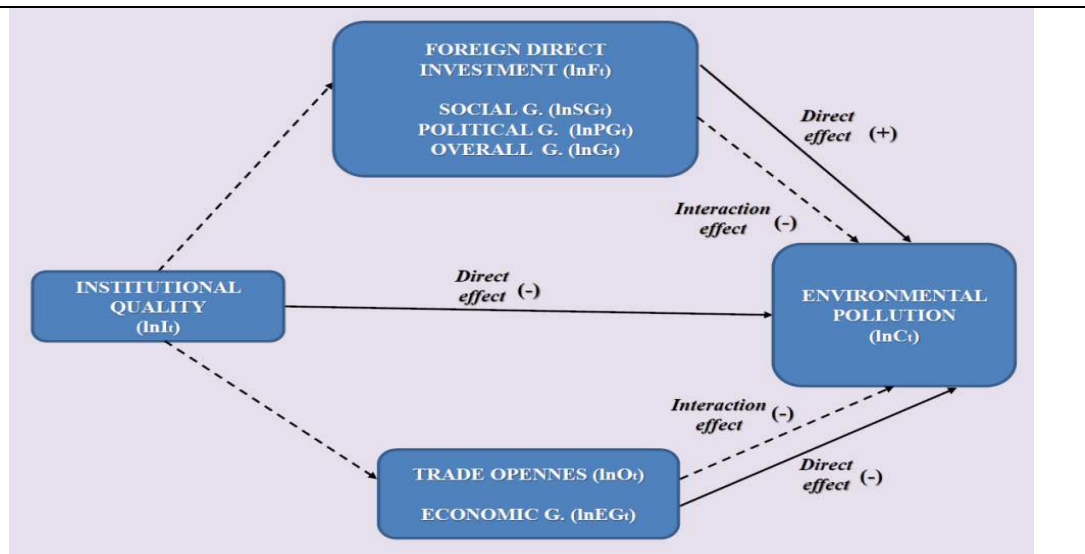 FOREIGN DIRECT
INVESTMENT (lnFt)
SOCIAL G. (lnSGt)
POLITICAL G. (lnPGt)
OVERALL G. (lnGt)
Direct
effect (+)
Interaction
effect (-)
INSTITUTIONAL
QUALITY
(lnIt)
Direct
effect (-)
ENVIRONMENTAL
POLLUTION
(lnCt)
Interaction
effect (-)
Direct
effect (-)
TRADE OPENNES (lnOt)
ECONOMIC G. (lnEGt)